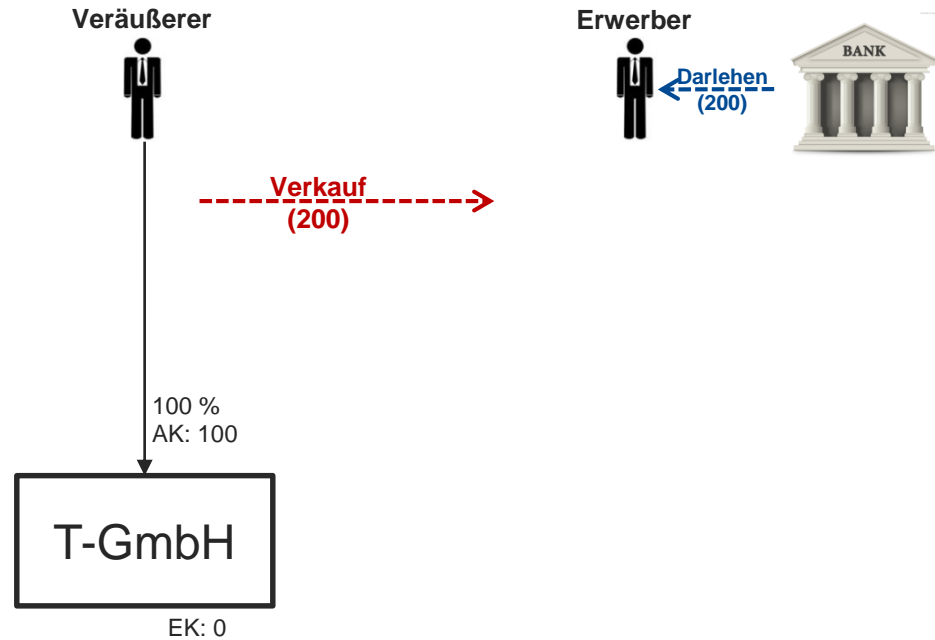 Veräußerer
Erwerber
BANK
Darlehen
(200)
Verkauf
(200)
100 %
AK: 100
T-GmbH
EK: 0